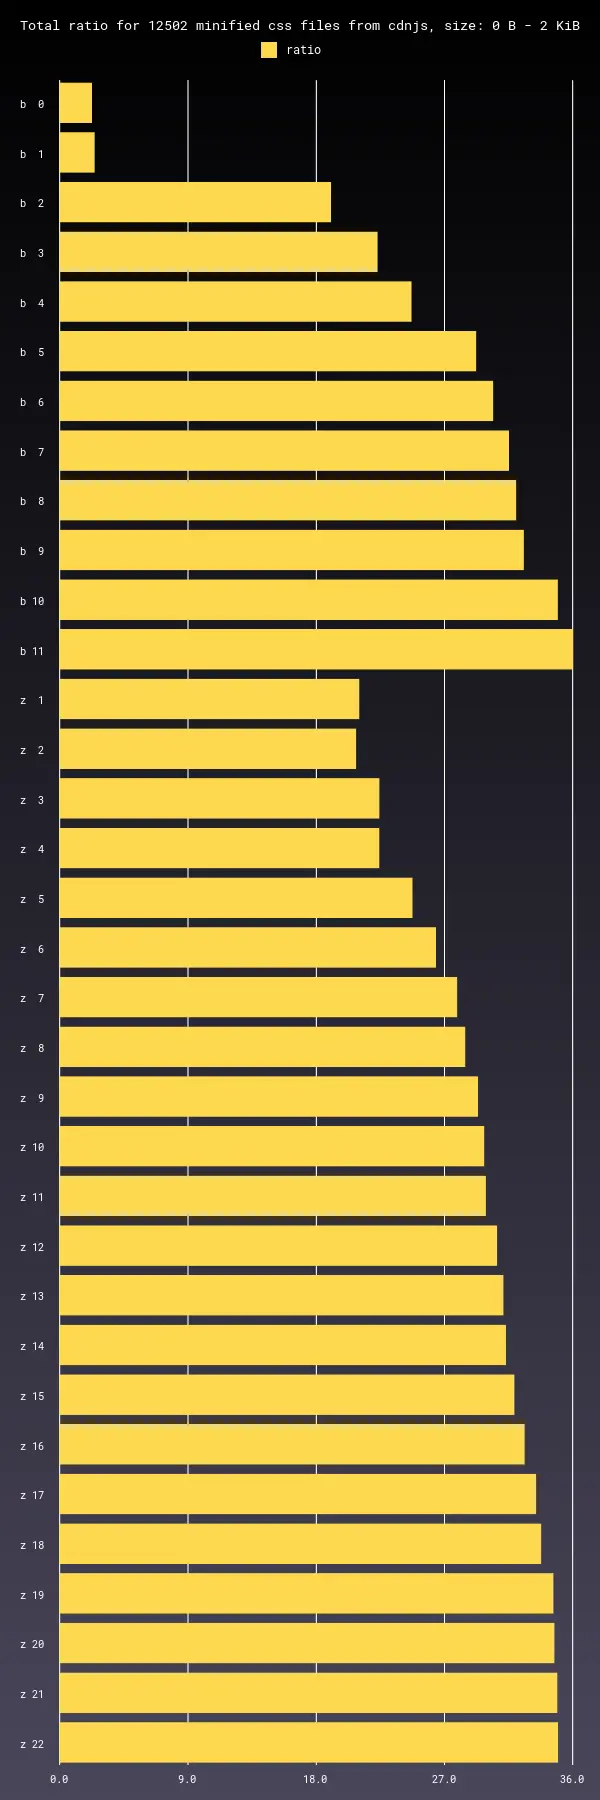 Total ratio for 12502 minified css files from cdnjs, size: 0 B - 2 KiB
ratio
b 0
b 1
b 2
b 3
b 4
b 5
b 6
b 7
b 8
b 9
b 10
b 11
z 1
z 2
z 3
z 4
z 5
z 6
z 7
z 8
z 9
z 10
z 11
z 12
z 13
z 14
z 15
z 16
z 17
z 18
z 19
z 20
z 21
z 22
0.0 9.0 18.0 27.0 36.0